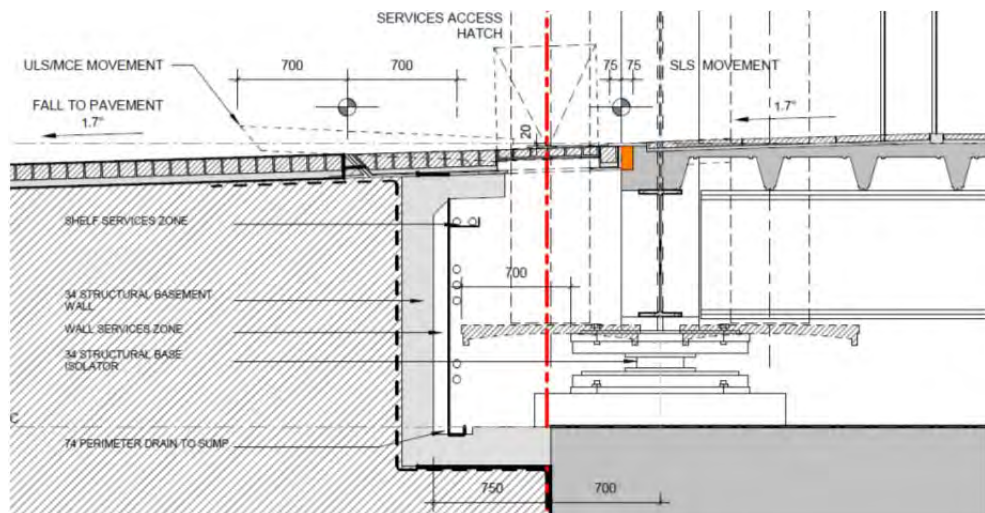 SERVICES ACCESS
HATCH
ULS/MCE MOVEMENT
700
700
75
75
SLS MOVEMENT
FALL TO PAVEMENT
1.7°
1.7°
20
SHELF SERVICES ZONE
700
34 STRUCTURAL BASEMENT
WALL
WALL SERVICES ZONE
34 STRUCTURAL BASE
ISOLATOR
C
74 PERIMETER DRAIN TO SUMP
750
700